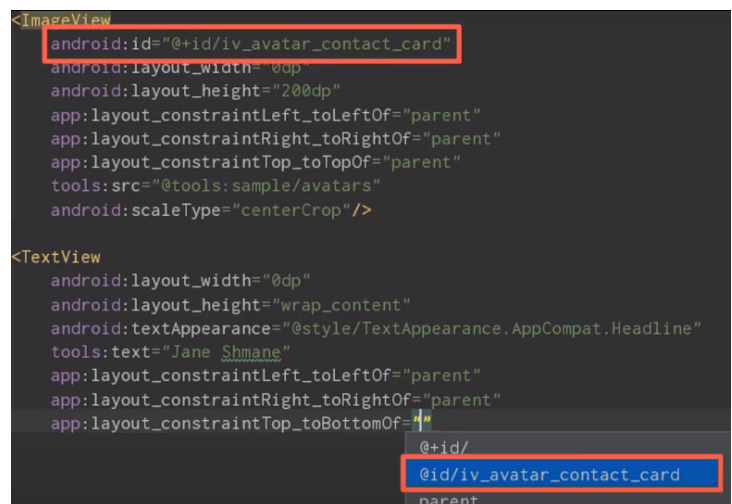 <ImageView
android:id="@+id/iv_avatar_contact_card"
android:layout_width="0dp"
android:layout_height="200dp"
app:layout_constraintLeft_toLeftOf="parent"
app:layout_constraintRight_toRightOf="parent"
app:layout_constraintTop_toTopOf="parent"
tools:src="@tools:sample/avatars"
android:scaleType="centerCrop"/>
<TextView
android:layout_width="0dp"
android:layout_height="wrap_content"
android:textAppearance="@style/TextAppearance.AppCompat.Headline"
tools:text="Jane Shmane"
app:layout_constraintLeft_toLeftOf="parent"
app:layout_constraintRight_toRightOf="parent"
app:layout_constraintTop_toBottomOf=""
@+id/
@id/iv_avatar_contact_card
parent